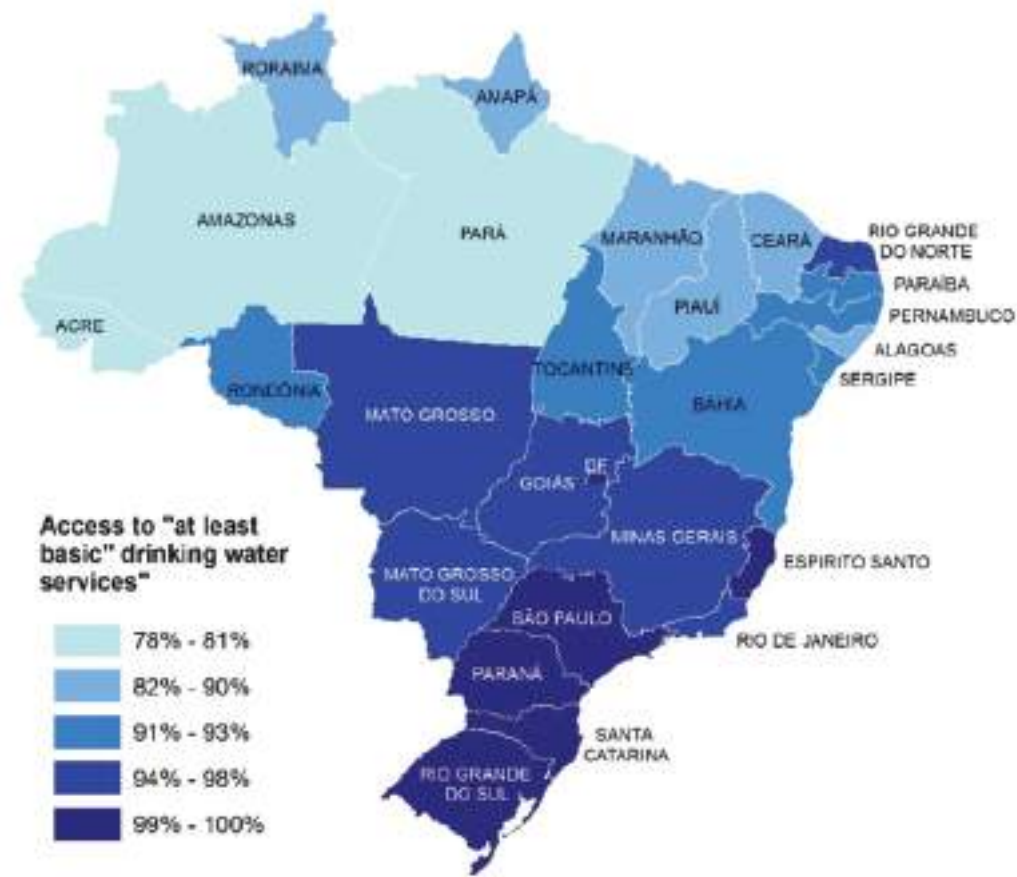 RORAIMA
AMAPÁ
AMAZONAS
PARÁ
MARANHÃO
CEARÁ
RIO GRANDE
DO NORTE
PARAÍBA
PIAUÍ
PERNAMBUCO
ACRE
ALAGOAS
TOCANTINS
SERGIPE
RONDÔNIA
BAHIA
MATO GROSSO
DF
GOIÁS
MINAS GERAIS
ESPIRITO SANTO
MATO GROSSO
DO SUL
SÃO PAULO
RIO DE JANEIRO
PARANÁ
SANTA
CATARINA
RIO GRANDE
DO SUL
Access to "at least
basic" drinking water
services"
78% - 81%
82% - 90%
91% - 93%
94% - 98%
99% - 100%